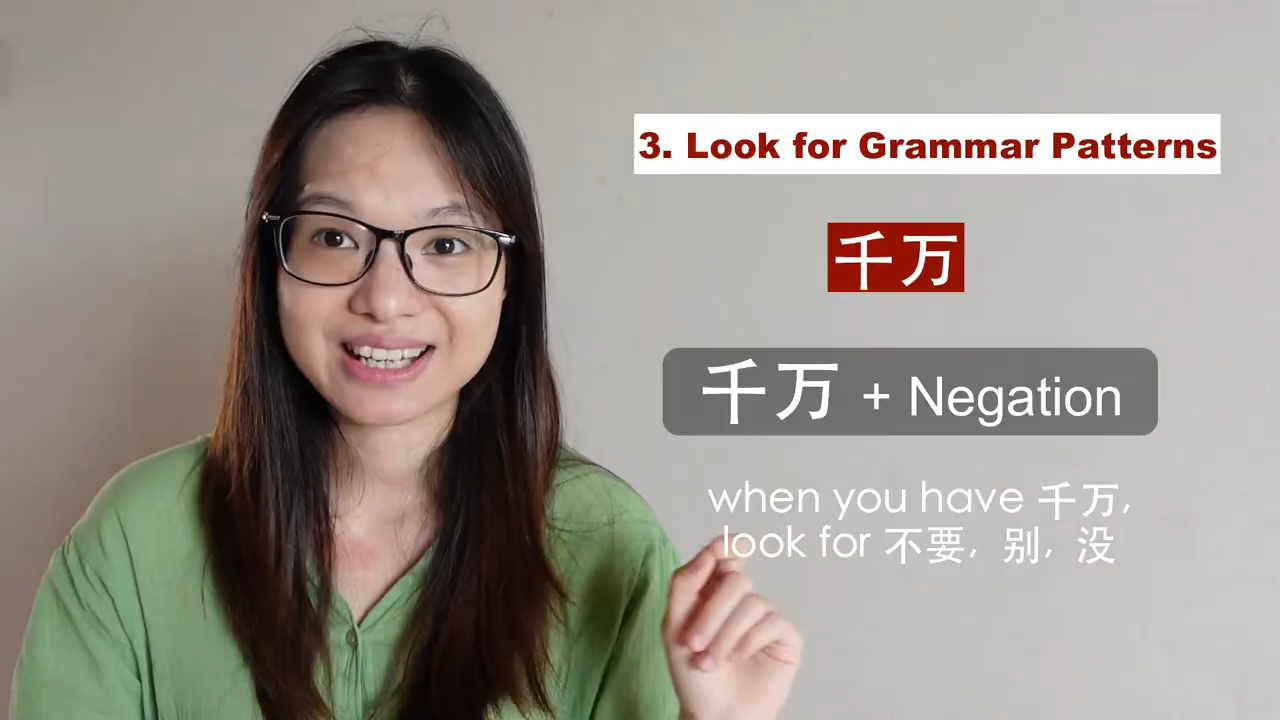 3. Look for Grammar Patterns
千万
千万 + Negation
when you have 千万,
look for 不要, 别, 没